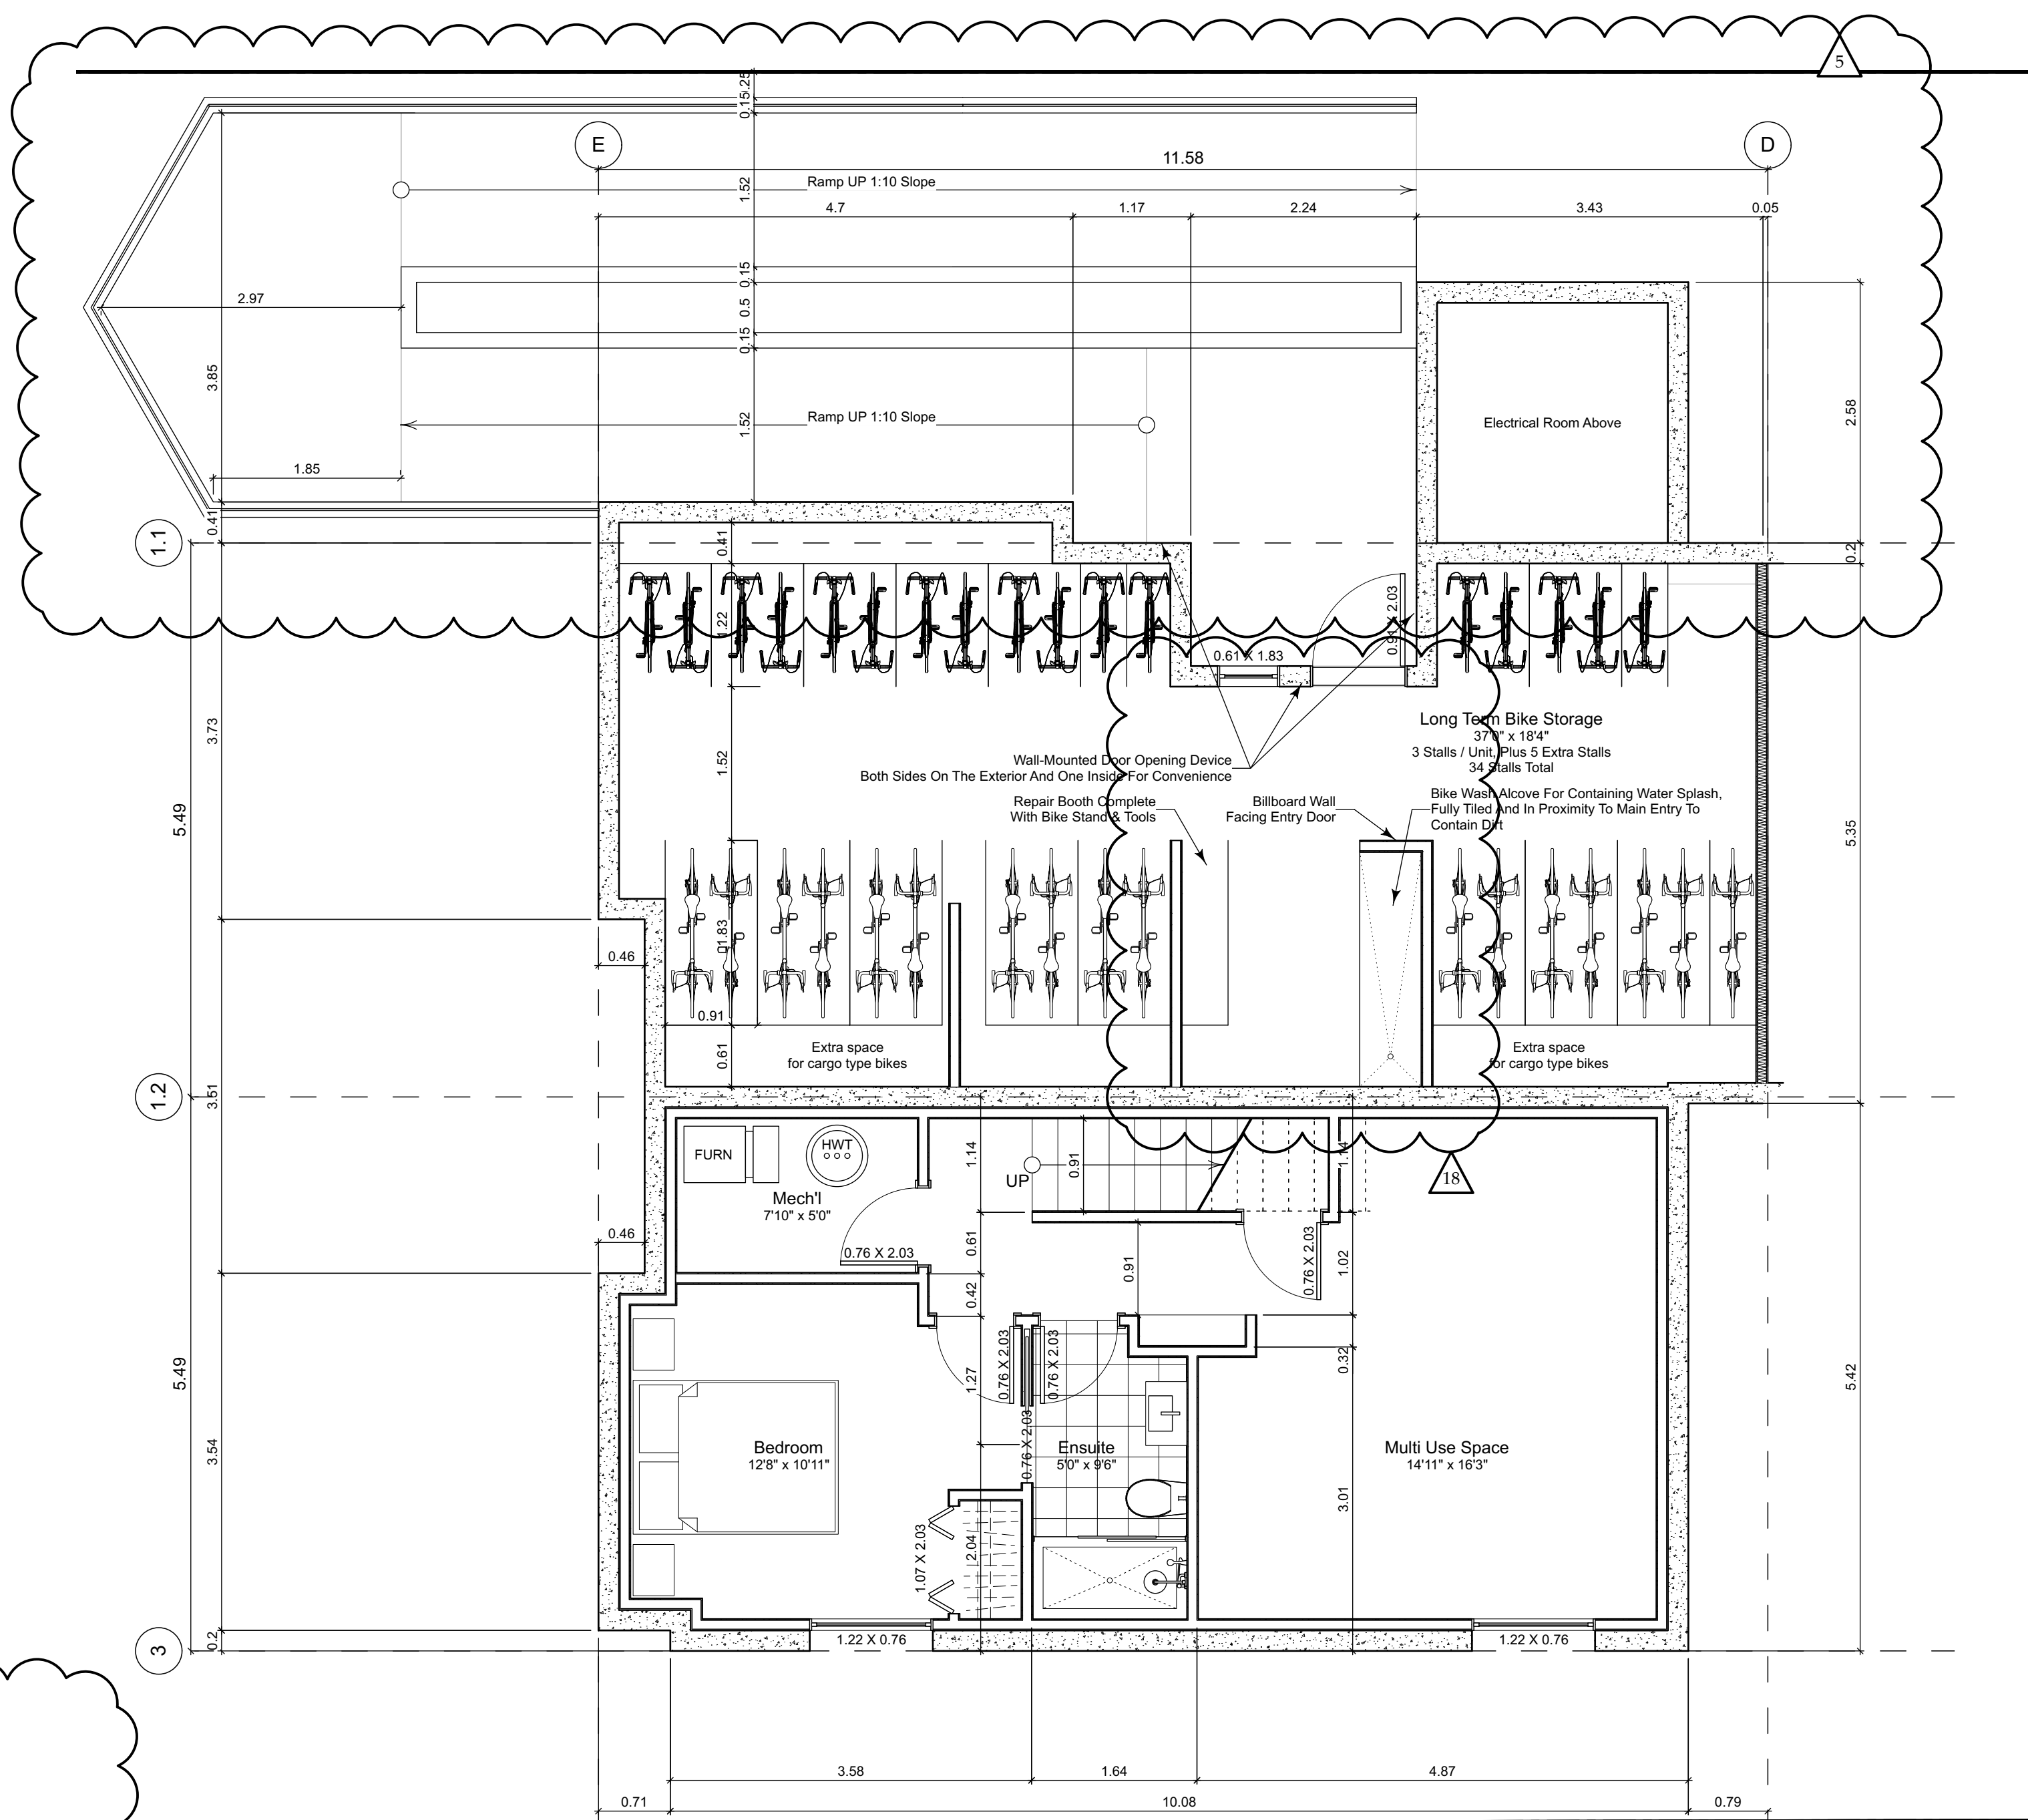 5
0.25
0.15
E
D
11.58
Ramp UP 1:10 Slope
1.52
4.7
1.17
2.24
3.43
0.05
0.15
2.97
0.5
0.15
3.85
Ramp UP 1:10 Slope
1.52
Electrical Room Above
2.58
1.85
0.41
1.1
0.41
0.2
1.22
0.91 X 2.03
0.61 X 1.83
3.73
1.52
Long Term Bike Storage
37'0" x 18'4"
3 Stalls / Unit, Plus 5 Extra Stalls
34 Stalls Total
Wall-Mounted Door Opening Device
Both Sides On The Exterior And One Inside For Convenience
Repair Booth Complete
With Bike Stand & Tools
Billboard Wall
Facing Entry Door
Bike Wash Alcove For Containing Water Splash,
Fully Tiled And In Proximity To Main Entry To
Contain Dirt
5.49
5.35
1.83
0.46
0.91
0.61
Extra space
for cargo type bikes
Extra space
for cargo type bikes
1.2
3.51
FURN
HWT
Mech'l
7'10" x 5'0"
0.76 X 2.03
1.14
UP
0.91
1.14
18
0.46
0.61
0.91
0.76 X 2.03
1.02
0.42
5.49
1.27
0.76 X 2.03
0.76 X 2.03
0.32
5.42
3.54
Bedroom
12'8" x 10'11"
0.76 X 2.03
Ensuite
5'0" x 9'6"
Multi Use Space
14'11" x 16'3"
3.01
1.07 X 2.03
2.04
3
0.2
1.22 X 0.76
1.22 X 0.76
3.58
1.64
4.87
0.71
10.08
0.79